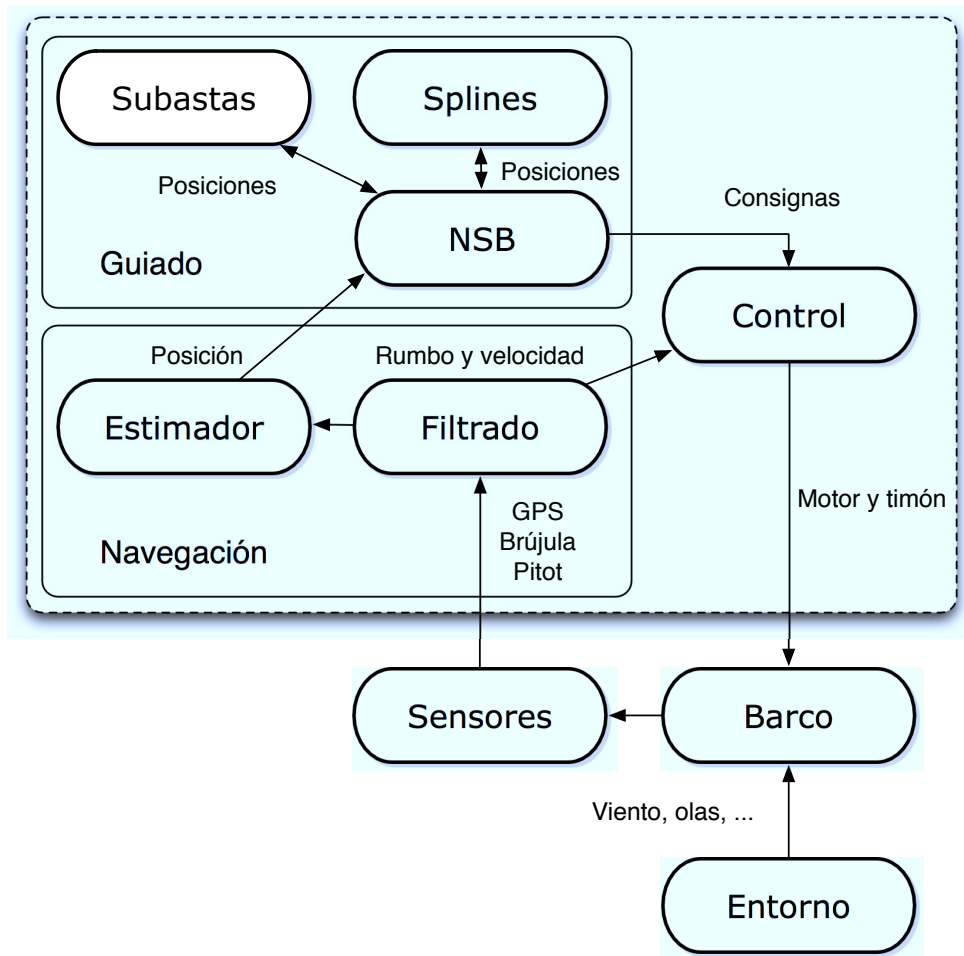 Subastas
Splines
Posiciones
Posiciones
Consignas
NSB
Guiado
Control
Posición
Rumbo y velocidad
Estimador
Filtrado
Motor y timón
GPS
Brújula
Pitot
Navegación
Sensores
Barco
Viento, olas, ...
Entorno